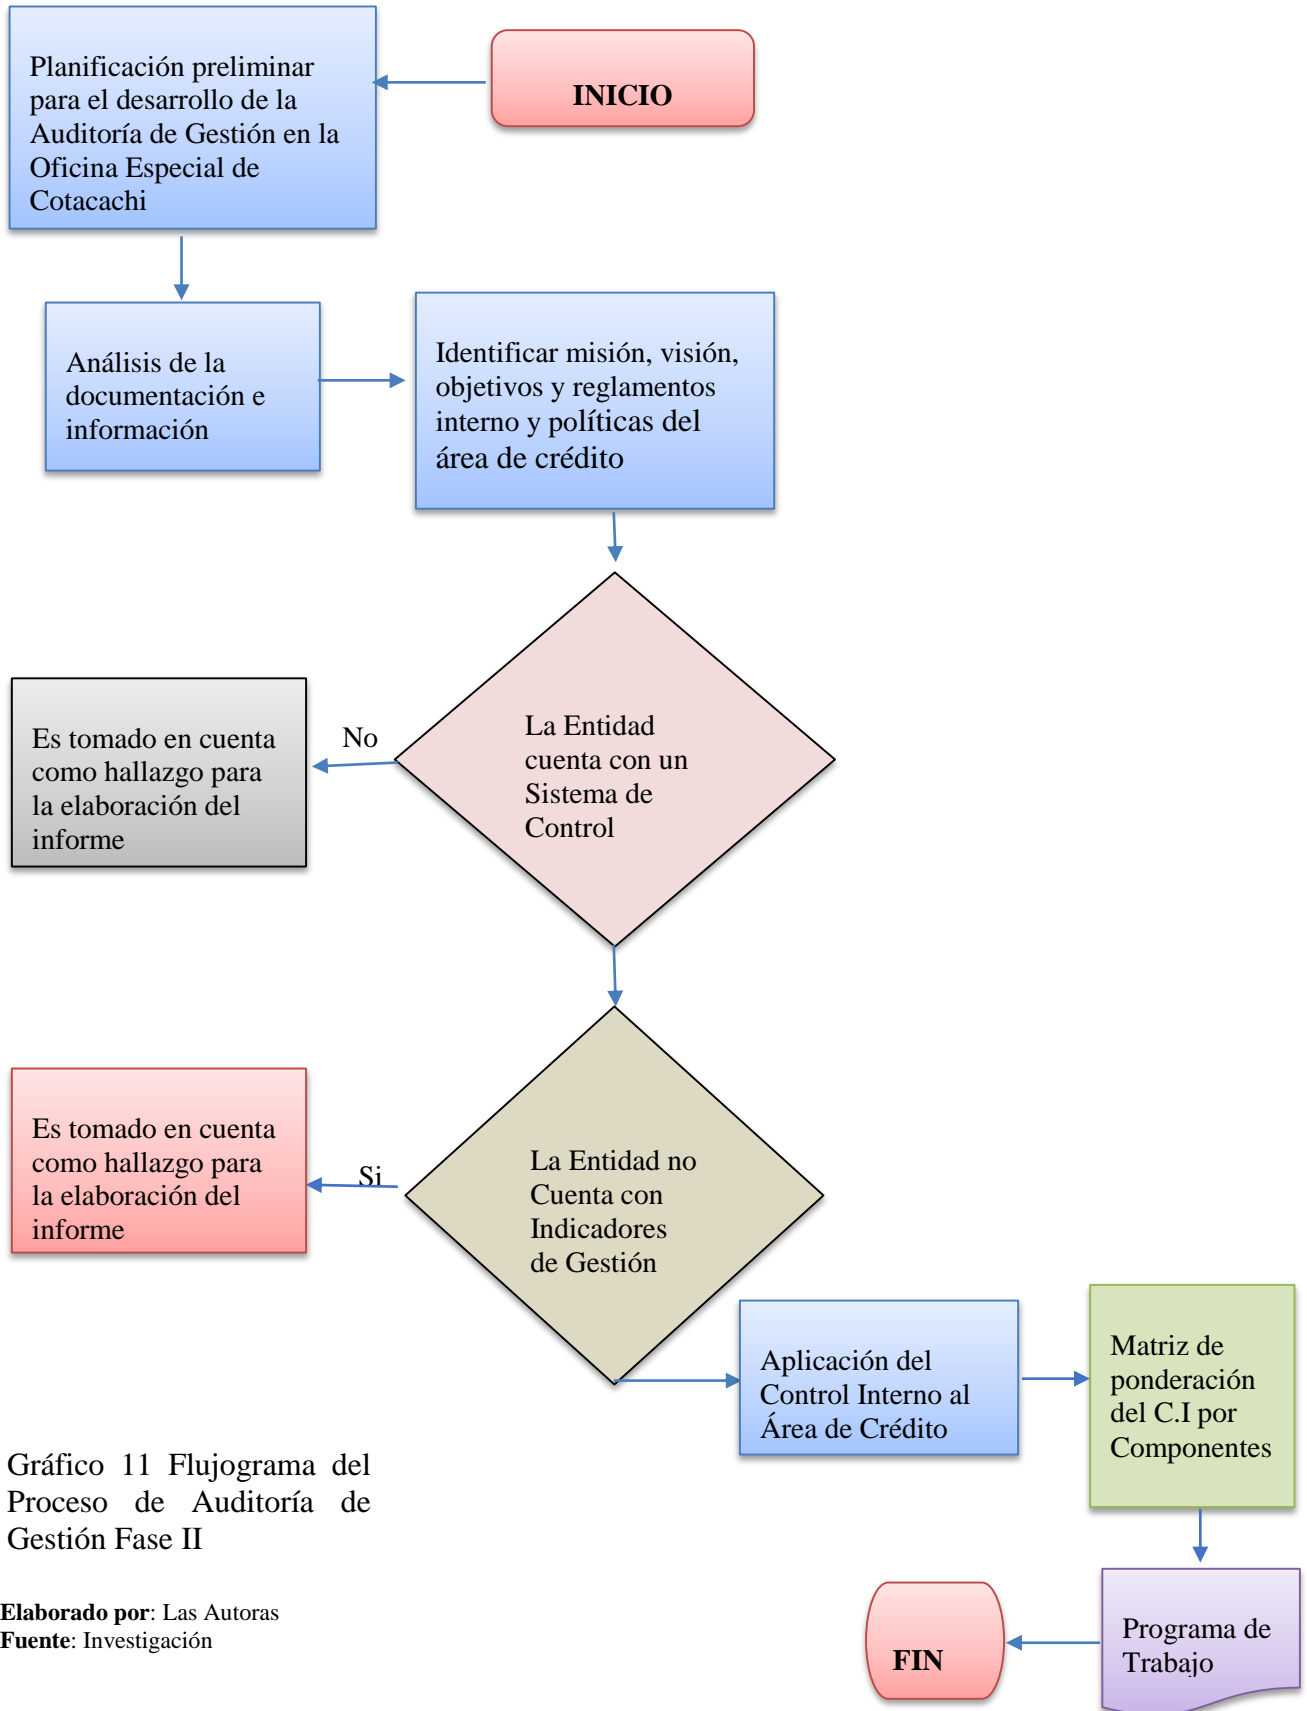 INICIO
Planificación preliminar
para el desarrollo de la
Auditoría de Gestión en la
Oficina Especial de
Cotacachi
Análisis de la
documentación e
información
Identificar misión, visión,
objetivos y reglamentos
interno y políticas del
área de crédito
La Entidad
cuenta con un
Sistema de
Control
No
Es tomado en cuenta
como hallazgo para
la elaboración del
informe
La Entidad no
Cuenta con
Indicadores
de Gestión
Si
Es tomado en cuenta
como hallazgo para
la elaboración del
informe
Aplicación del
Control Interno al
Área de Crédito
Matriz de
ponderación
del C.I por
Componentes
Programa de
Trabajo
FIN
Gráfico 11 Flujograma del
Proceso de Auditoría de
Gestión Fase II
Elaborado por: Las Autoras
Fuente: Investigación